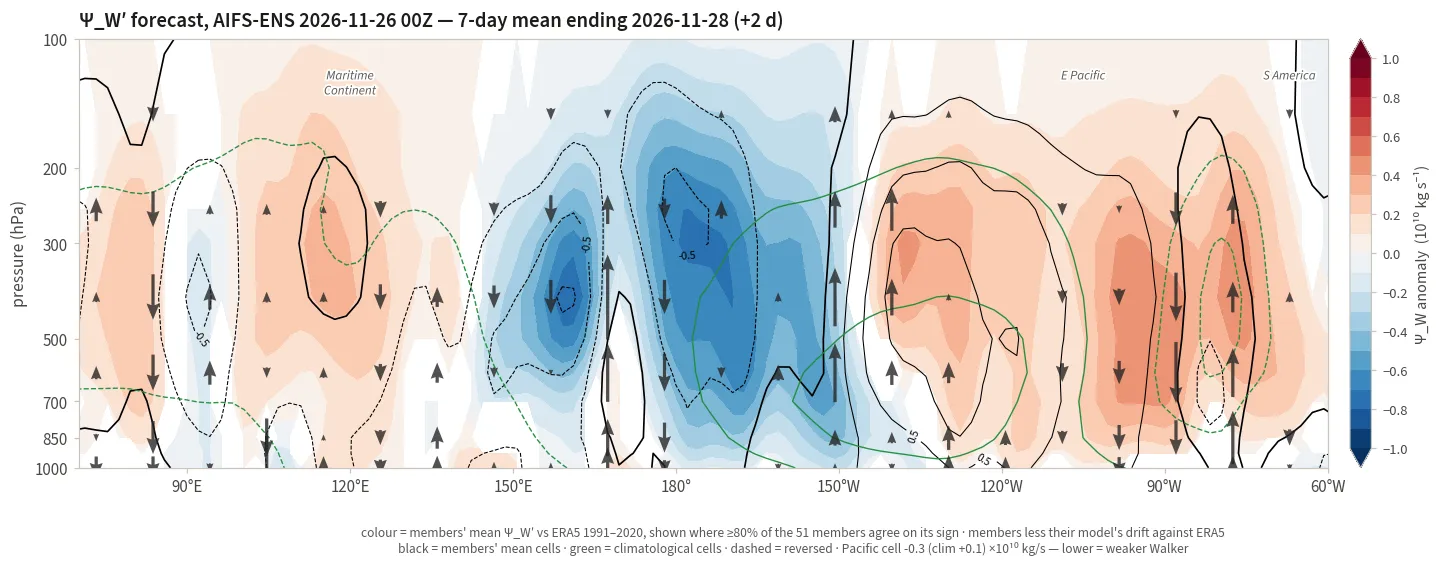 Ψ_W′ forecast, AIFS-ENS 2026-11-26 00Z — 7-day mean ending 2026-11-28 (+2 d)
100
200
300
400
500
700
850
1000
pressure (hPa)
Maritime
Continent
E Pacific
S America
-0.5
-0.5
-0.5
0.5
0.5
90°E
120°E
150°E
180°
150°W
120°W
90°W
60°W
1.0
0.8
0.6
0.4
0.2
0.0
−0.2
−0.4
−0.6
−0.8
−1.0
Ψ_W anomaly (10¹⁰ kg s⁻¹)
colour = members' mean Ψ_W′ vs ERA5 1991–2020, shown where ≥80% of the 51 members agree on its sign · members less their model's drift against ERA5
black = members' mean cells · green = climatological cells · dashed = reversed · Pacific cell -0.3 (clim +0.1) ×10¹⁰ kg/s — lower = weaker Walker